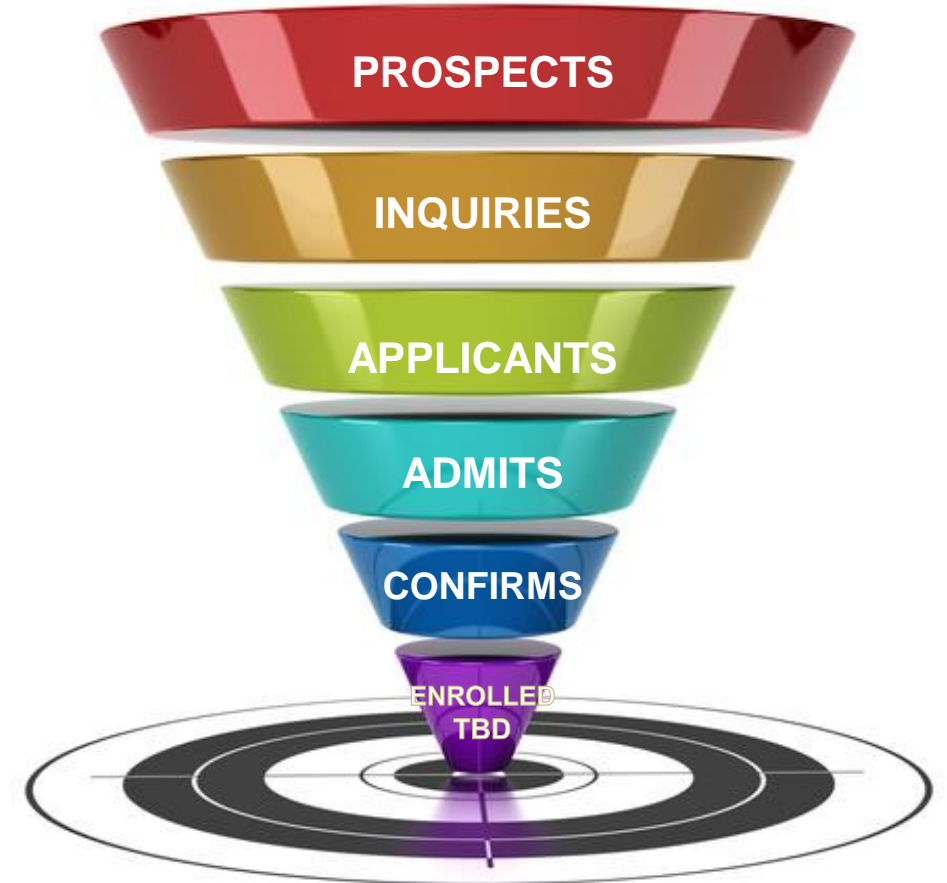 PROSPECTS
INQUIRIES
APPLICANTS
ADMITS
CONFIRMS
ENROLLED
TBD